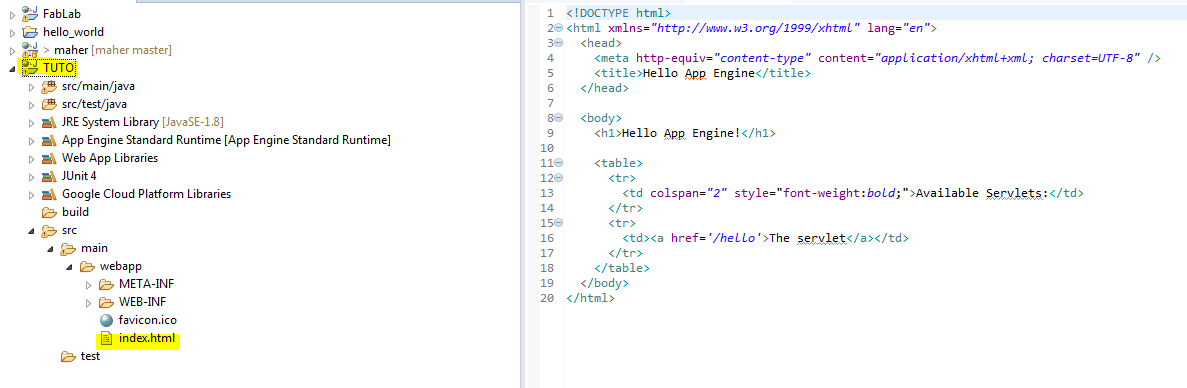 FabLab
hello_world
> maher [maher master]
TUTO
src/main/java
src/test/java
JRE System Library [JavaSE-1.8]
App Engine Standard Runtime [App Engine Standard Runtime]
Web App Libraries
JUnit 4
Google Cloud Platform Libraries
build
src
main
webapp
META-INF
WEB-INF
favicon.ico
index.html
test
1 <!DOCTYPE html>
2 <html xmlns="http://www.w3.org/1999/xhtml" lang="en">
3 <head>
4 <meta http-equiv="content-type" content="application/xhtml+xml; charset=UTF-8" />
5 <title>Hello App Engine</title>
6 </head>
7
8 <body>
9 <h1>Hello App Engine!</h1>
10
11 <table>
12 <tr>
13 <td colspan="2" style="font-weight:bold;">Available Servlets:</td>
14 </tr>
15 <tr>
16 <td><a href='/hello'>The servlet</a></td>
17 </tr>
18 </table>
19 </body>
20 </html>